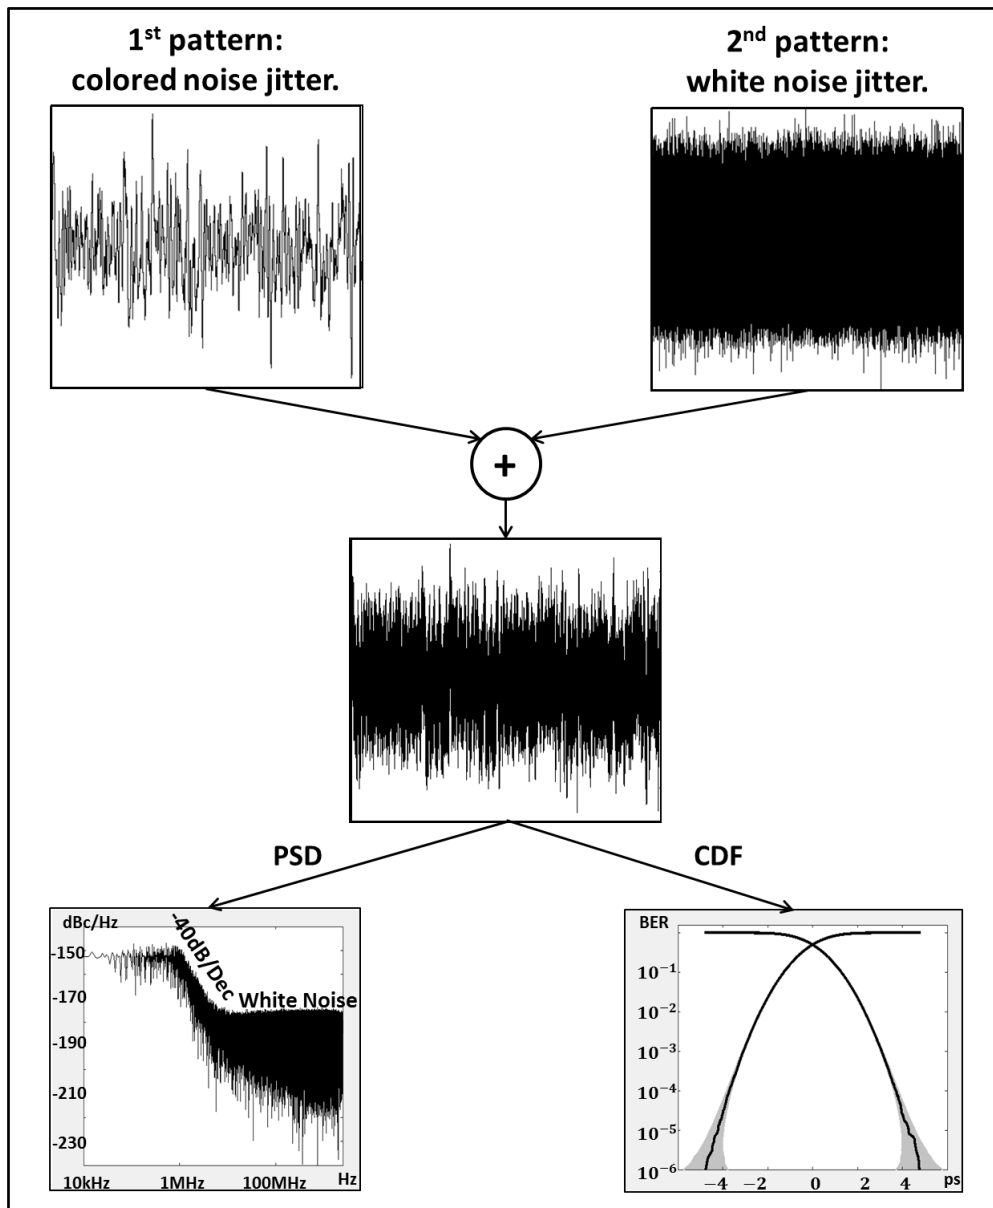 1st pattern:
colored noise jitter.
2nd pattern:
white noise jitter.
+
PSD
CDF
dBc/Hz
-150
-170
-190
-210
-230
-40dB/Dec
White Noise
10kHz
1MHz
100MHz
Hz
BER
10⁻¹
10⁻²
10⁻³
10⁻⁴
10⁻⁵
10⁻⁶
−4
−2
0
2
4
ps